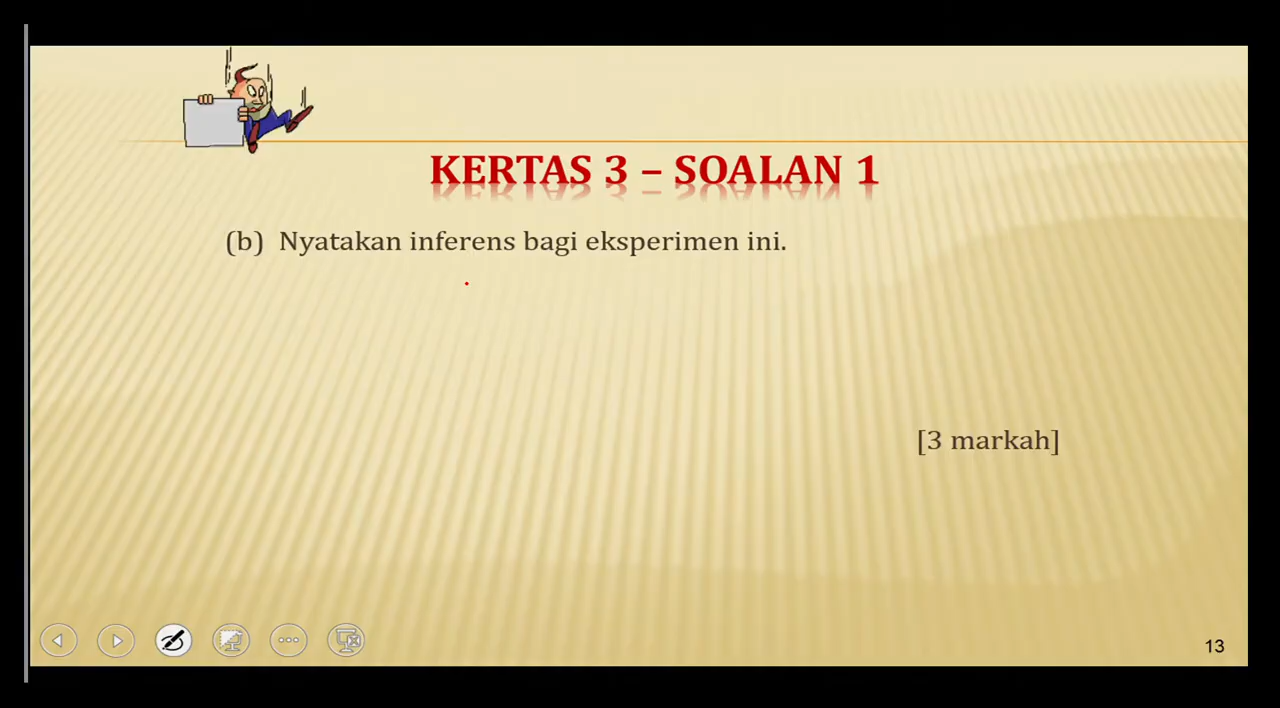 KERTAS 3 – SOALAN 1
(b) Nyatakan inferens bagi eksperimen ini.
[3 markah]
13